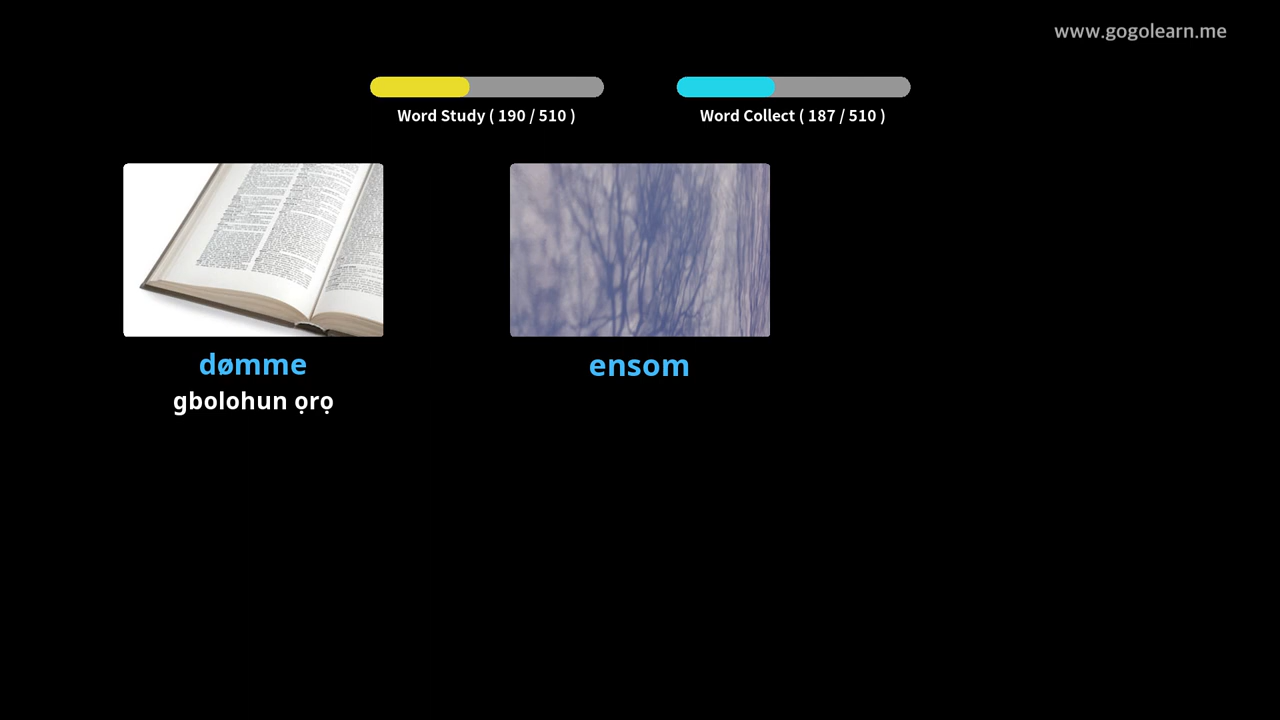 www.gogolearn.me
Word Study ( 190 / 510 )
Word Collect ( 187 / 510 )
dømme
gbolohun ọrọ
ensom